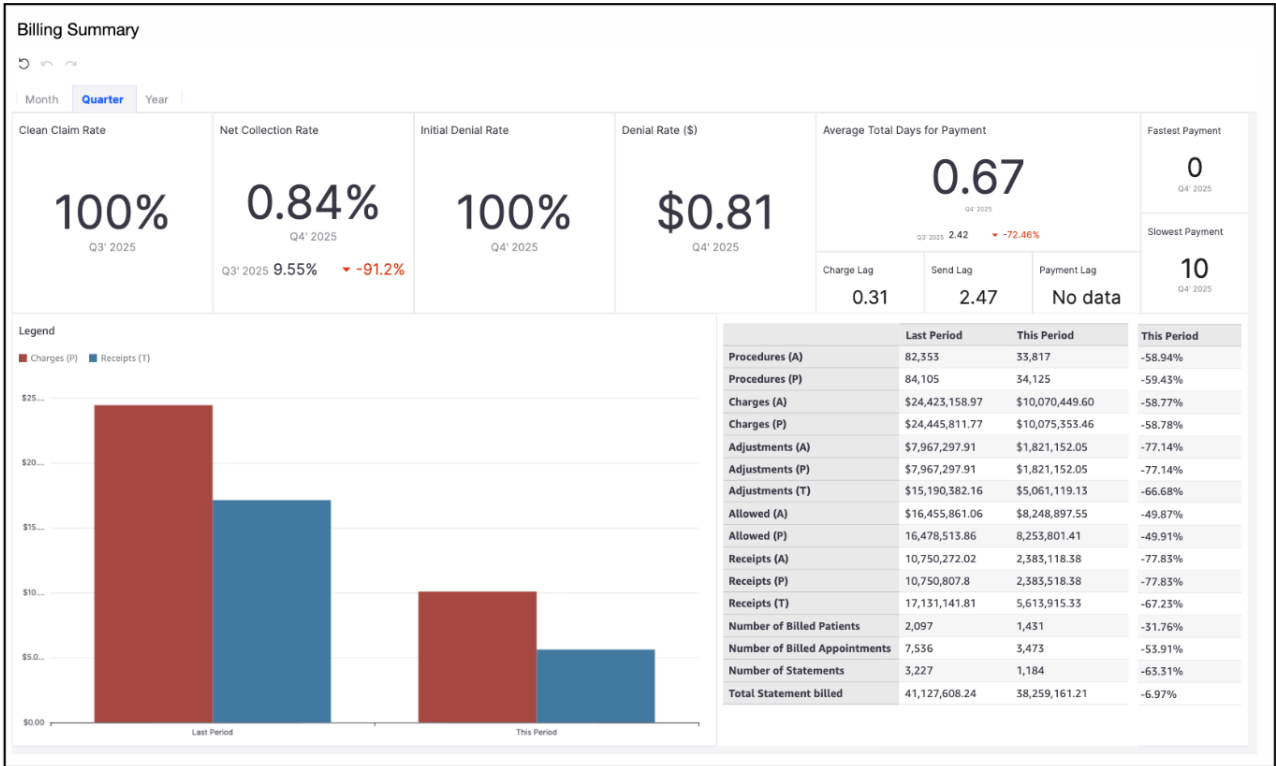 Billing Summary
Month Quarter Year
Clean Claim Rate
100%
Q3' 2025
Net Collection Rate
0.84%
Q4' 2025
Q3' 2025 9.55% -91.2%
Initial Denial Rate
100%
Q4' 2025
Denial Rate ($)
$0.81
Q4' 2025
Average Total Days for Payment
0.67
Q4' 2025
Q3' 2025 2.42 -72.46%
Charge Lag
0.31
Send Lag
2.47
Payment Lag
No data
Fastest Payment
0
Q4' 2025
Slowest Payment
10
Q4' 2025
Legend
Charges (P) Receipts (T)
$25...
$20...
$15...
$10...
$5.0...
$0.00
Last Period This Period
Last Period This Period This Period
Procedures (A) 82,353 33,817 -58.94%
Procedures (P) 84,105 34,125 -59.43%
Charges (A) $24,423,158.97 $10,070,449.60 -58.77%
Charges (P) $24,445,811.77 $10,075,353.46 -58.78%
Adjustments (A) $7,967,297.91 $1,821,152.05 -77.14%
Adjustments (P) $7,967,297.91 $1,821,152.05 -77.14%
Adjustments (T) $15,190,382.16 $5,061,119.13 -66.68%
Allowed (A) $16,455,861.06 $8,248,897.55 -49.87%
Allowed (P) 16,478,513.86 8,253,801.41 -49.91%
Receipts (A) 10,750,272.02 2,383,118.38 -77.83%
Receipts (P) 10,750,807.8 2,383,518.38 -77.83%
Receipts (T) 17,131,141.81 5,613,915.33 -67.23%
Number of Billed Patients 2,097 1,431 -31.76%
Number of Billed Appointments 7,536 3,473 -53.91%
Number of Statements 3,227 1,184 -63.31%
Total Statement billed 41,127,608.24 38,259,161.21 -6.97%